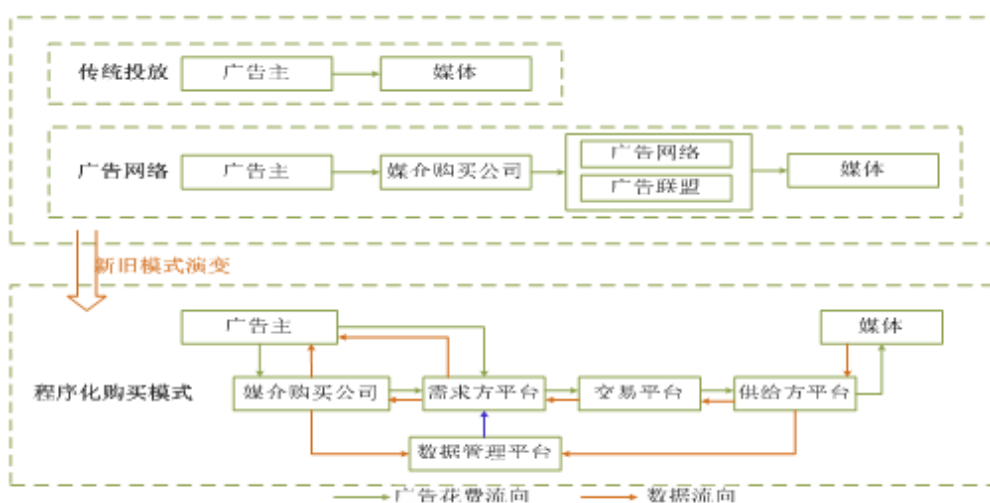 传统投放 广告主 媒体
广告网络 广告主 媒介购买公司 广告网络 媒体
广告联盟
新旧模式演变
广告主 媒体
程序化购买模式 媒介购买公司 需求方平台 交易平台 供给方平台
数据管理平台
广告花费流向 数据流向